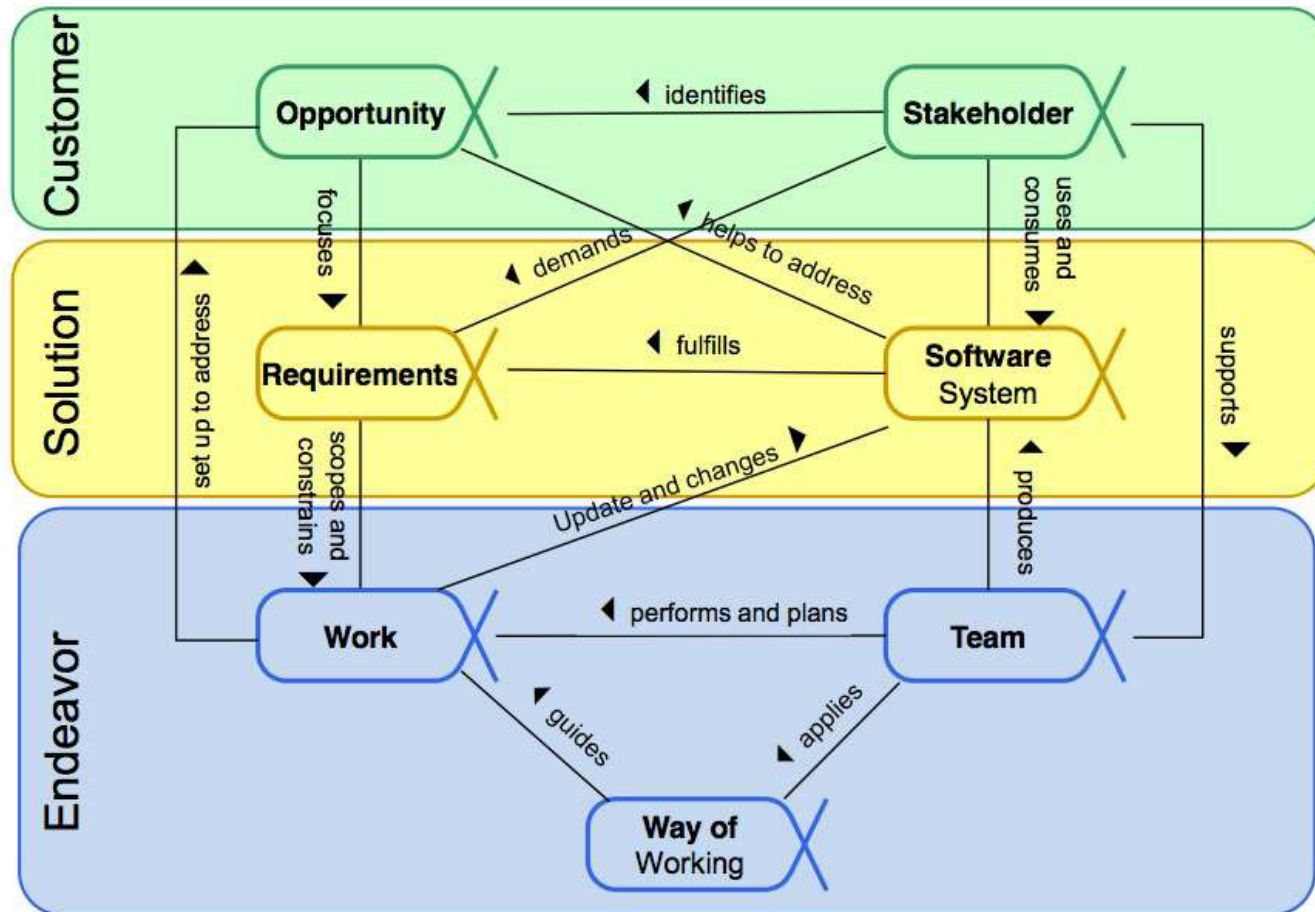 Customer
Opportunity
identifies
Stakeholder
focuses
demands
helps to address
uses and
consumes
Solution
set up to address
Requirements
fulfills
Software
System
supports
scopes and
constrains
Update and changes
produces
Endeavor
Work
performs and plans
Team
guides
applies
Way of
Working